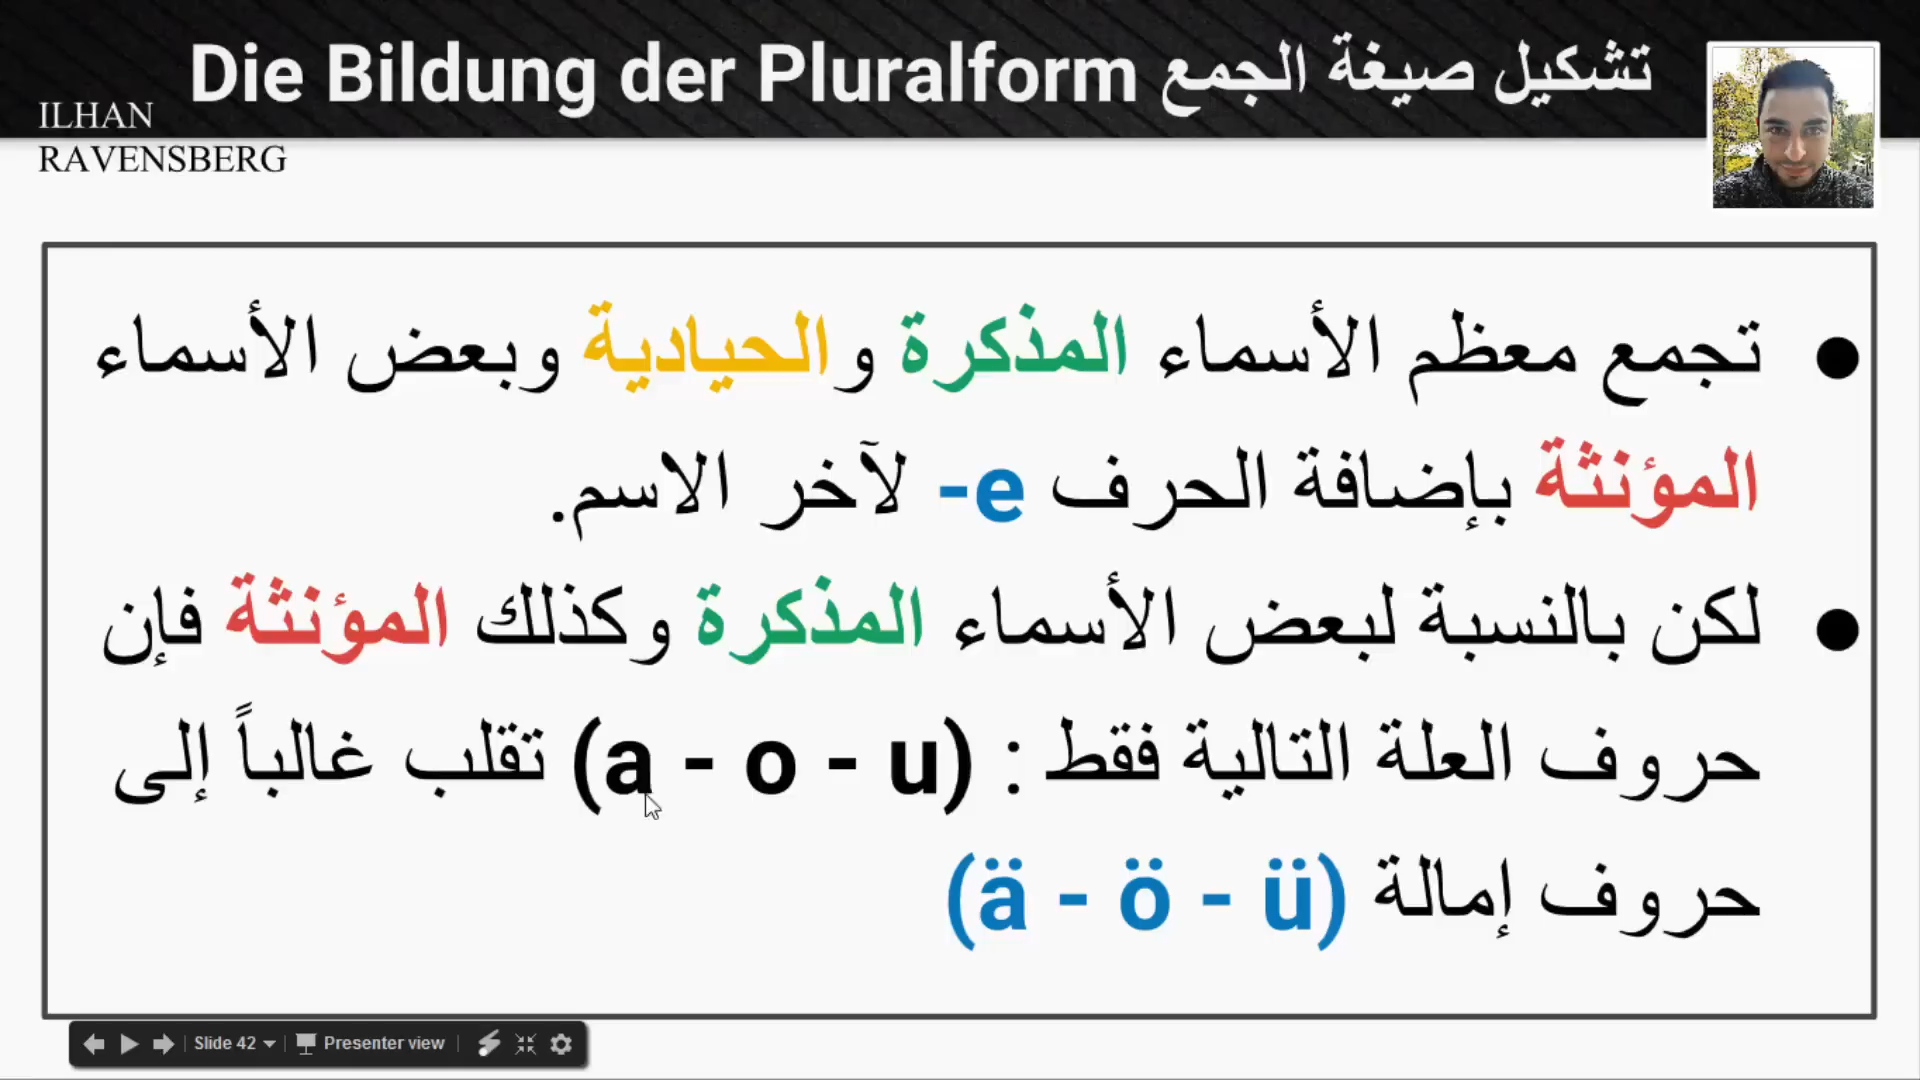 Die Bildung der Pluralform تشكيل صيغة الجمع
ILHAN
RAVENSBERG
● تجمع معظم الأسماء المذكرة والحيادية وبعض الأسماء
المؤنثة بإضافة الحرف e- لآخر الاسم.
● لكن بالنسبة لبعض الأسماء المذكرة وكذلك المؤنثة فإن
حروف العلة التالية فقط : (a - o - u) تقلب غالباً إلى
حروف إمالة (ä - ö - ü)
Slide 42 Presenter view